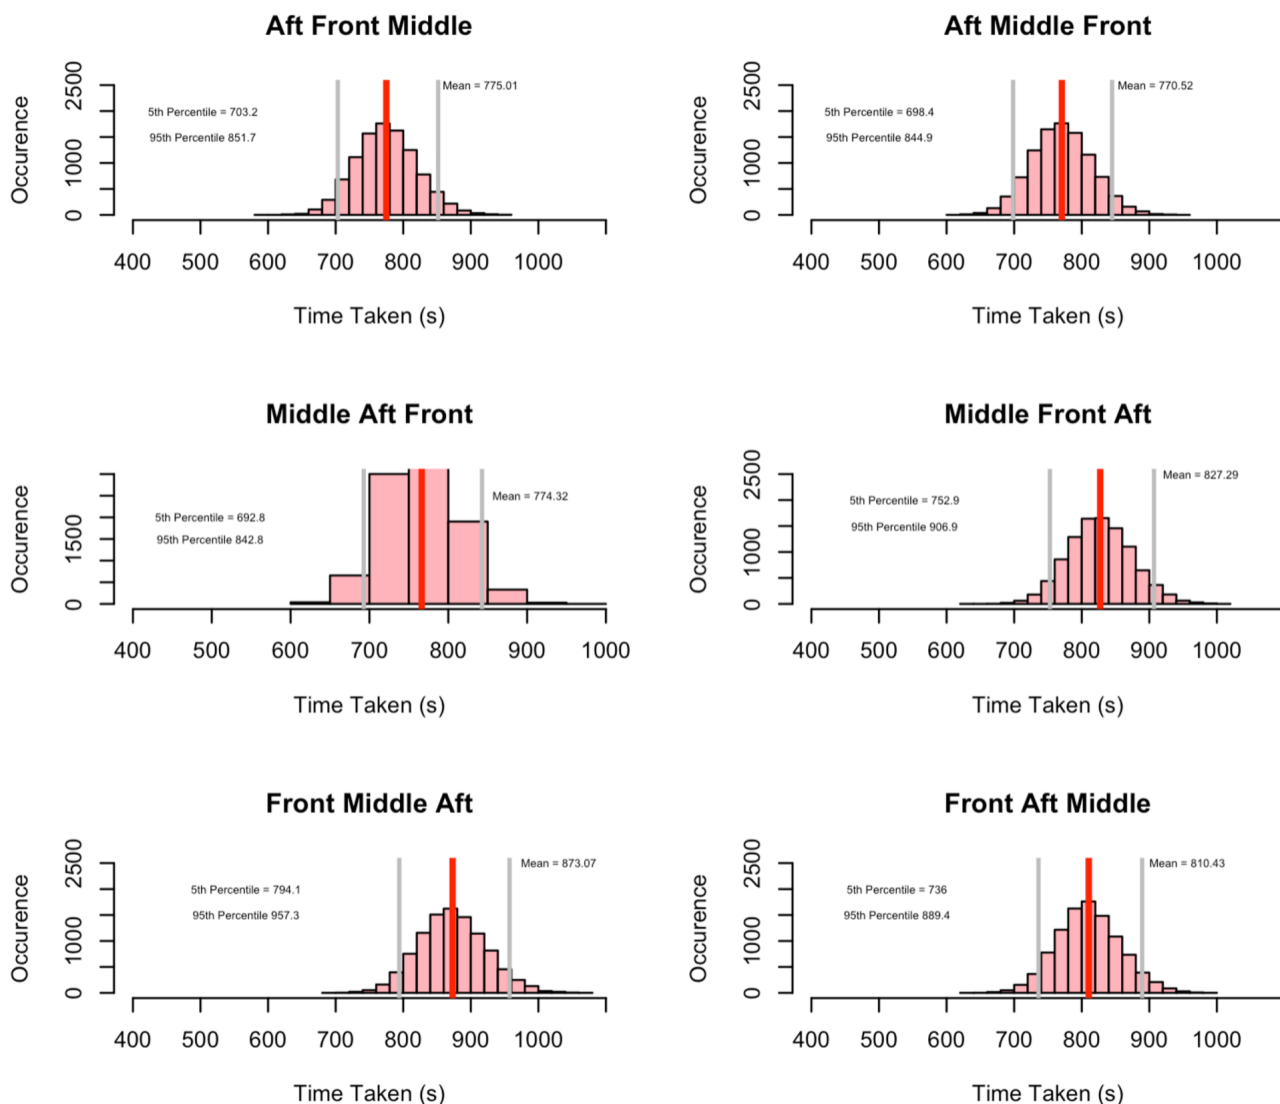 Aft Front Middle
Occurence
2500
1000
0
5th Percentile = 703.2
95th Percentile 851.7
Mean = 775.01
400 500 600 700 800 900 1000
Time Taken (s)
Aft Middle Front
Occurence
2500
1000
0
5th Percentile = 698.4
95th Percentile 844.9
Mean = 770.52
400 500 600 700 800 900 1000
Time Taken (s)
Middle Aft Front
Occurence
1500
0
5th Percentile = 692.8
95th Percentile 842.8
Mean = 774.32
400 500 600 700 800 900 1000
Time Taken (s)
Middle Front Aft
Occurence
2500
1000
0
5th Percentile = 752.9
95th Percentile 906.9
Mean = 827.29
400 500 600 700 800 900 1000
Time Taken (s)
Front Middle Aft
Occurence
2500
1000
0
5th Percentile = 794.1
95th Percentile 957.3
Mean = 873.07
400 500 600 700 800 900 1000
Time Taken (s)
Front Aft Middle
Occurence
2500
1000
0
5th Percentile = 736
95th Percentile 889.4
Mean = 810.43
400 500 600 700 800 900 1000
Time Taken (s)